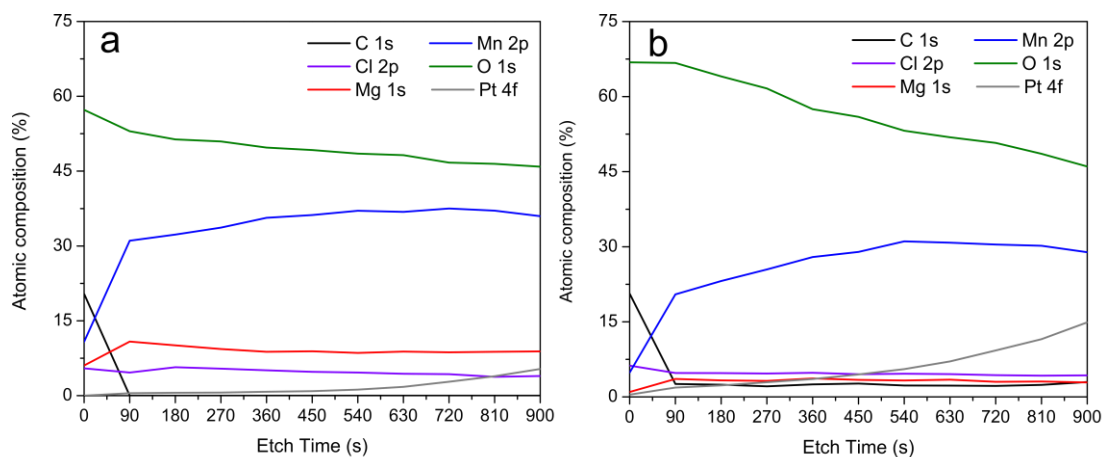 a
C 1s
Mn 2p
Cl 2p
O 1s
Mg 1s
Pt 4f
75
60
45
30
15
0
Atomic composition (%)
0 90 180 270 360 450 540 630 720 810 900
Etch Time (s)
b
C 1s
Mn 2p
Cl 2p
O 1s
Mg 1s
Pt 4f
75
60
45
30
15
0
Atomic composition (%)
0 90 180 270 360 450 540 630 720 810 900
Etch Time (s)